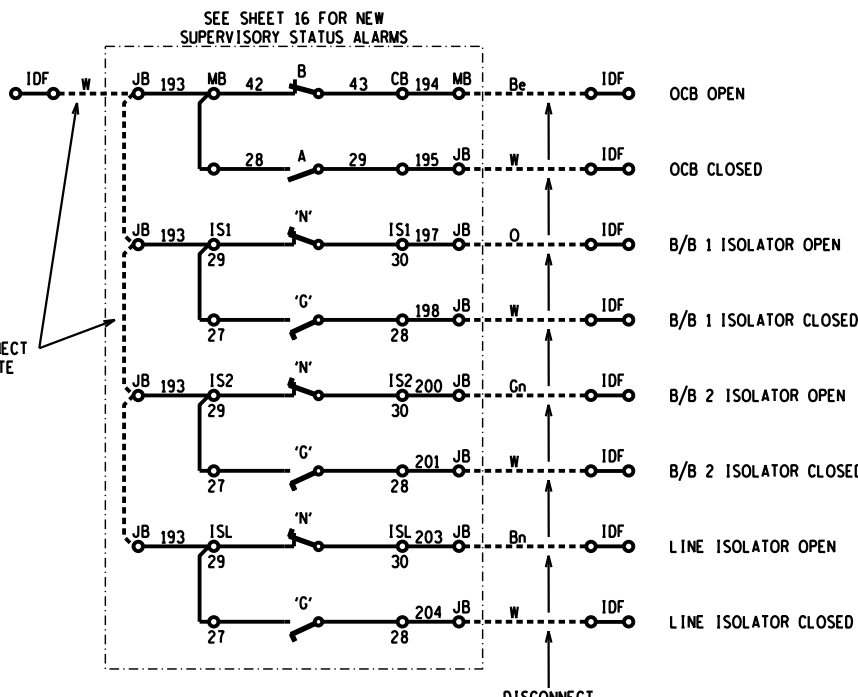 SEE SHEET 16 FOR NEW
SUPERVISORY STATUS ALARMS
IDF W JB 193 MB 42 B 43 CB 194 MB Be IDF OCB OPEN
28 A 29 195 JB W IDF OCB CLOSED
JB 193 IS1 29 'N' IS1 30 197 JB O IDF B/B 1 ISOLATOR OPEN
27 'G' 28 198 JB W IDF B/B 1 ISOLATOR CLOSED
JB 193 IS2 29 'N' IS2 30 200 JB Gn IDF B/B 2 ISOLATOR OPEN
27 'G' 28 201 JB W IDF B/B 2 ISOLATOR CLOSED
JB 193 ISL 29 'N' ISL 30 203 JB Bn IDF LINE ISOLATOR OPEN
27 'G' 28 204 JB W IDF LINE ISOLATOR CLOSED
DISCONNECT